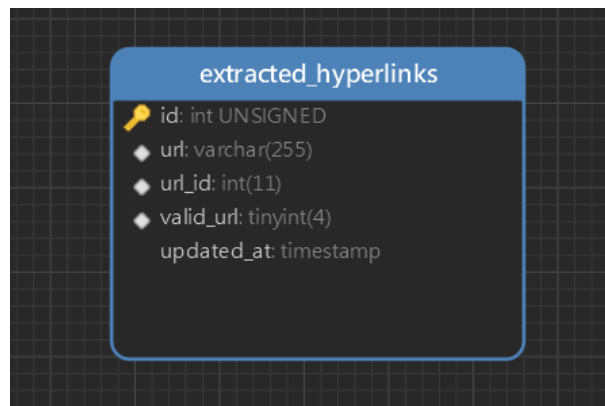 extracted_hyperlinks
id: int UNSIGNED
url: varchar(255)
url_id: int(11)
valid_url: tinyint(4)
updated_at: timestamp